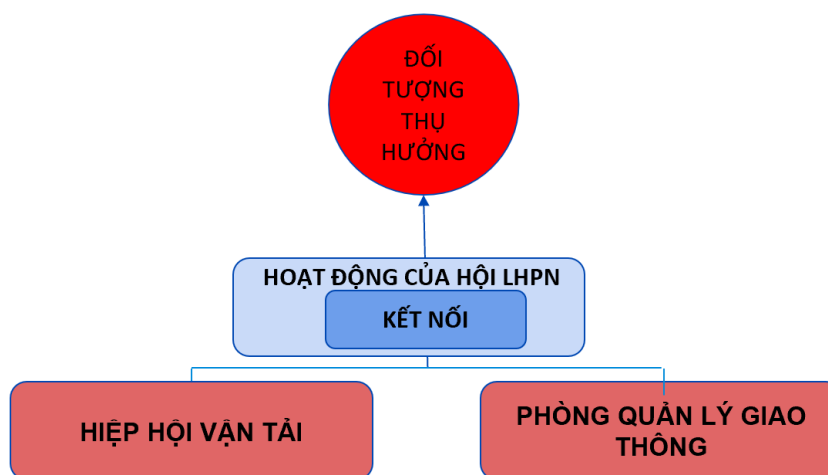 ĐỐI
TƯỢNG
THỤ
HƯỞNG
HOẠT ĐỘNG CỦA HỘI LHPN
KẾT NỐI
HIỆP HỘI VẬN TẢI
PHÒNG QUẢN LÝ GIAO
THÔNG